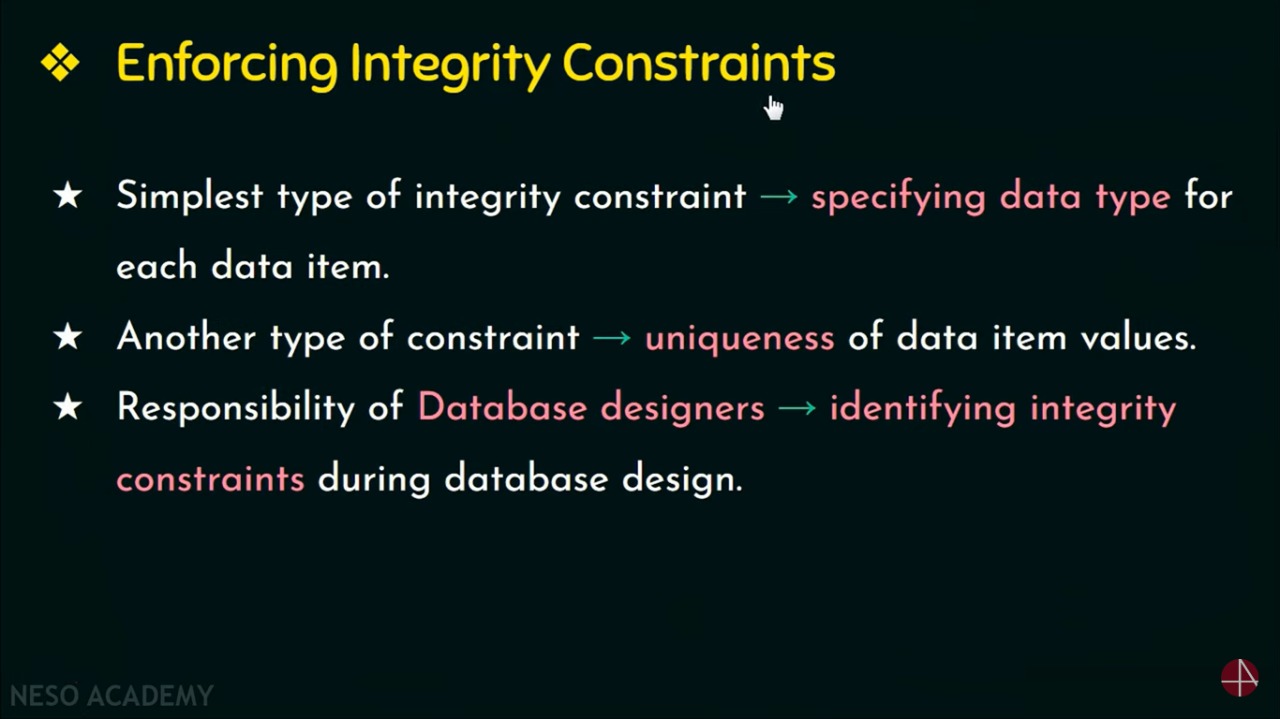 ❖ Enforcing Integrity Constraints
★ Simplest type of integrity constraint → specifying data type for
each data item.
★ Another type of constraint → uniqueness of data item values.
★ Responsibility of Database designers → identifying integrity
constraints during database design.
NESO ACADEMY